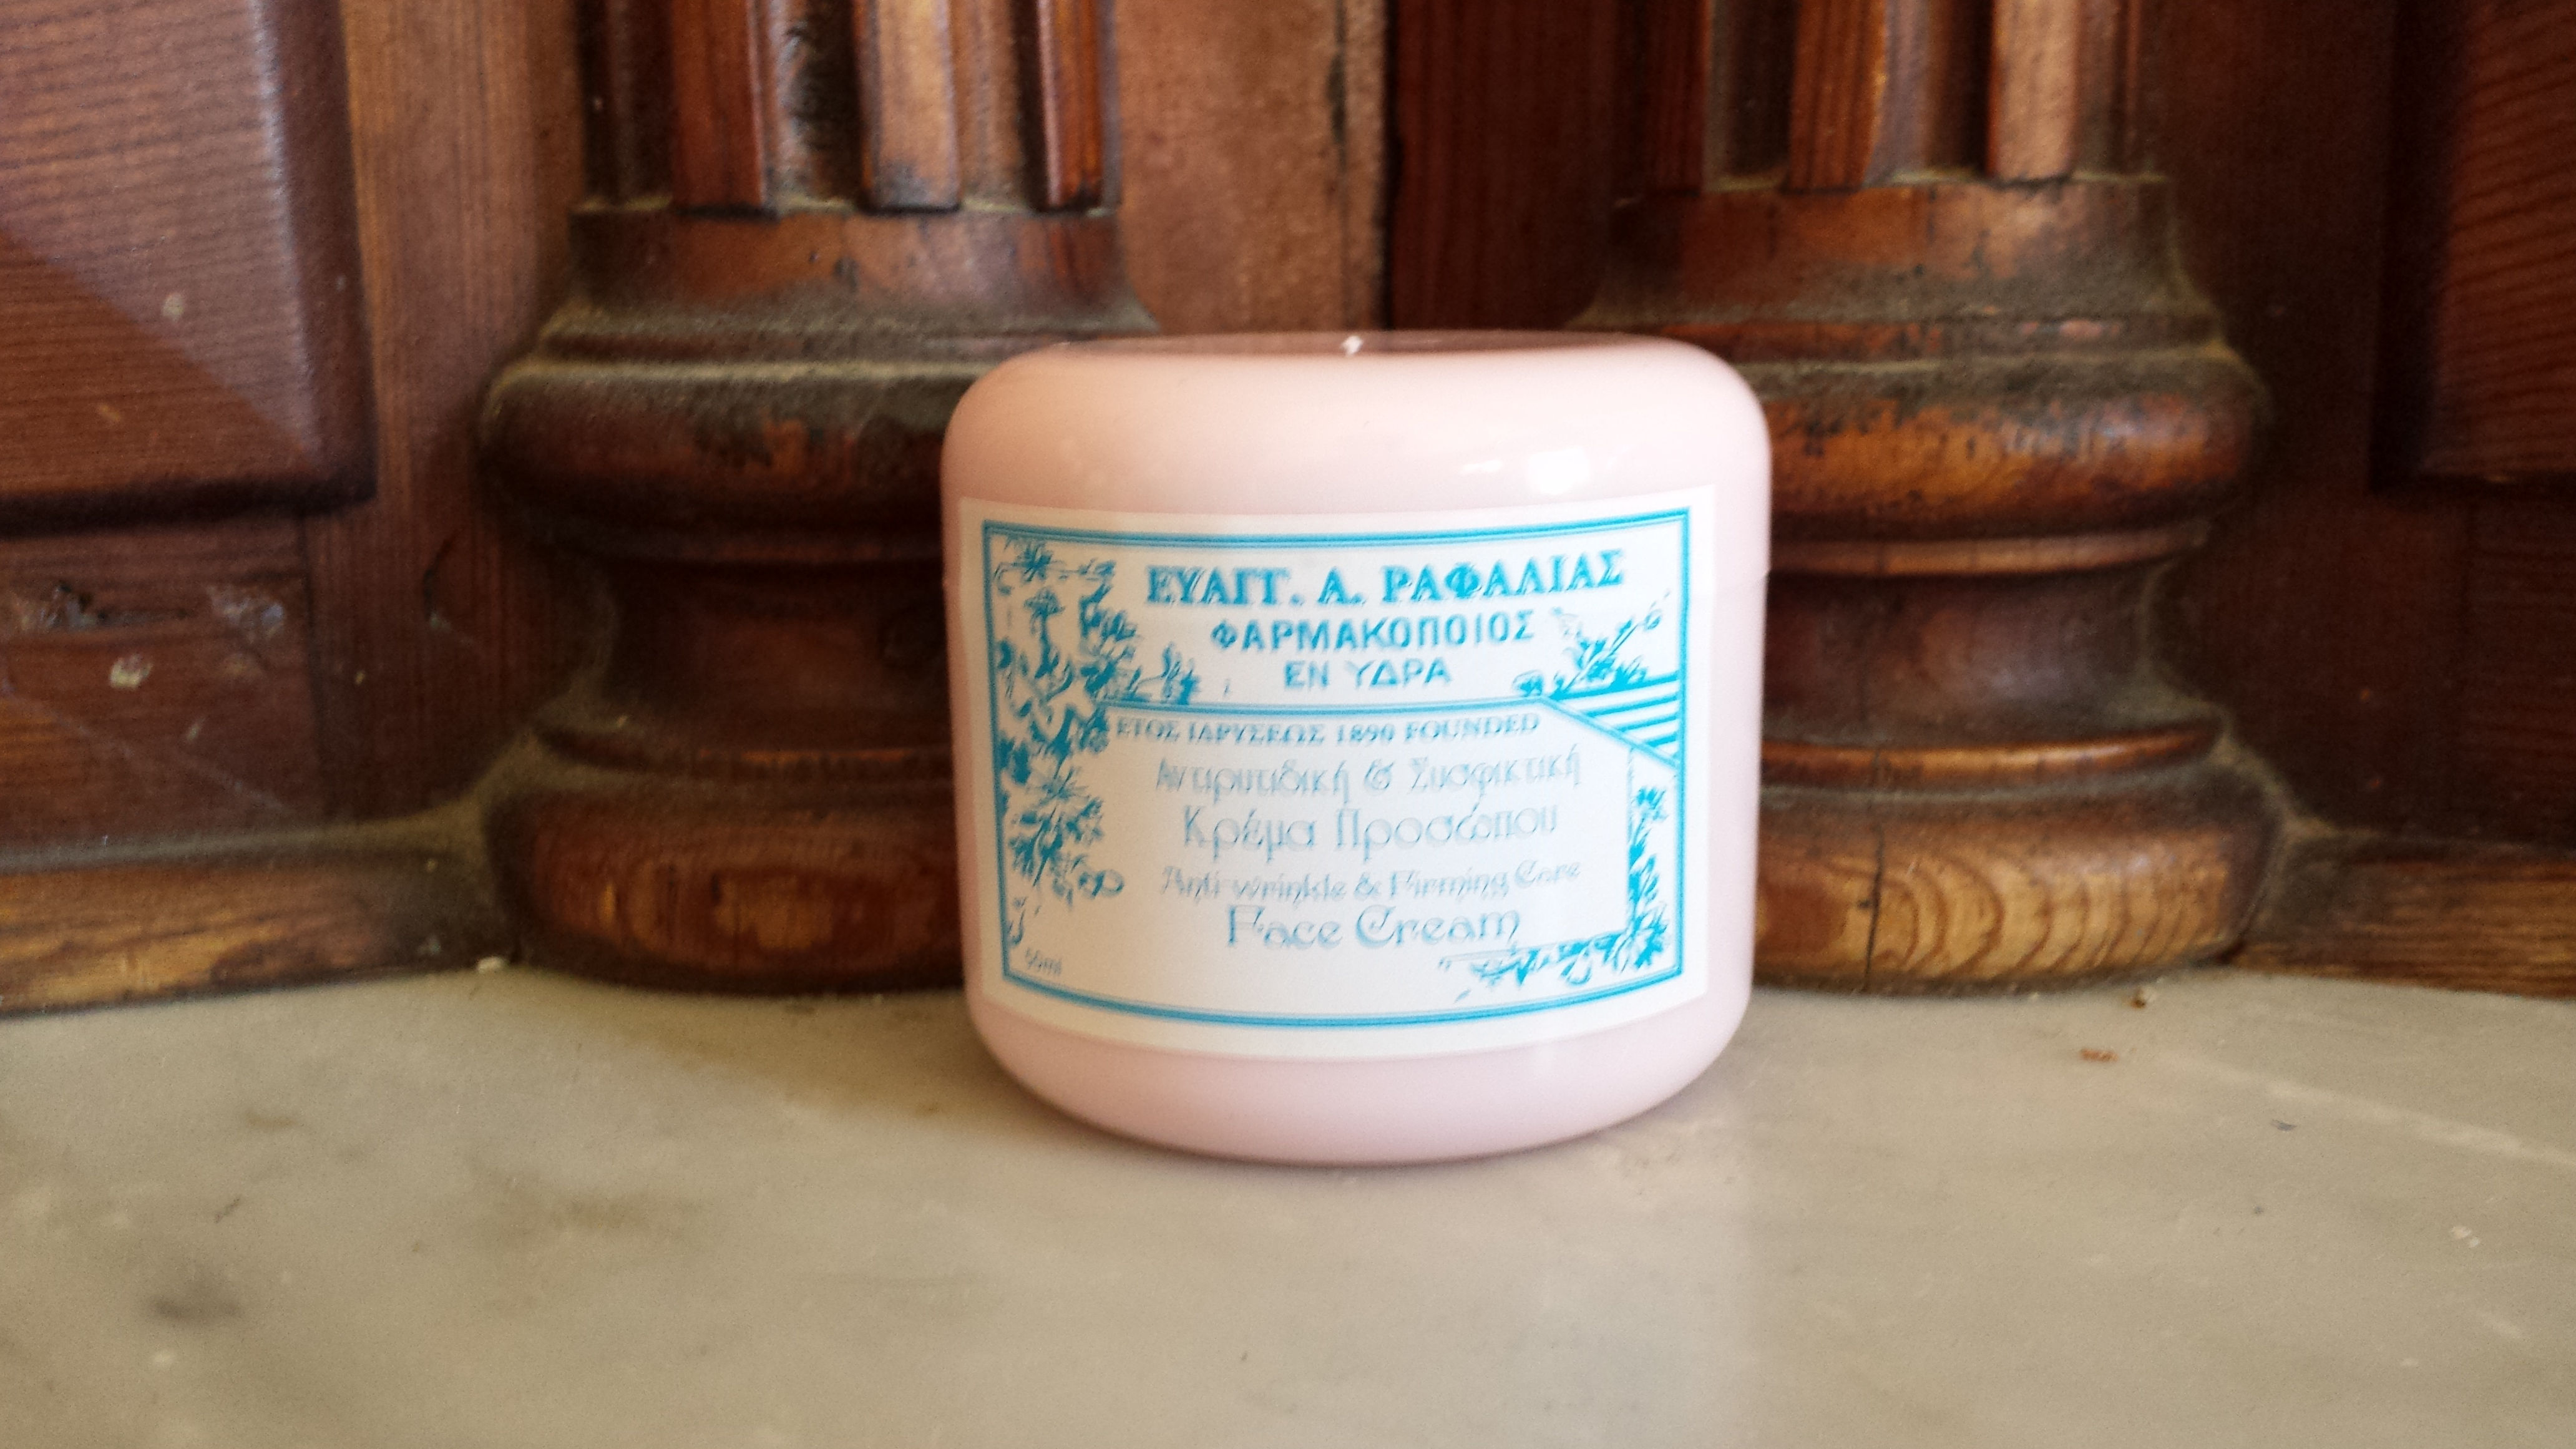 ΕΥΑΓΓ. Α. ΡΑΦΑΛΙΑΣ
ΦΑΡΜΑΚΟΠΟΙΟΣ
ΕΝ ΥΔΡΑ
ΕΤΟΣ ΙΔΡΥΣΕΩΣ 1890 FOUNDED
Αντιρυτιδική & Συσφικτική
Κρέμα Προσώπου
Anti-wrinkle & Firming Care
Face Cream
50ml